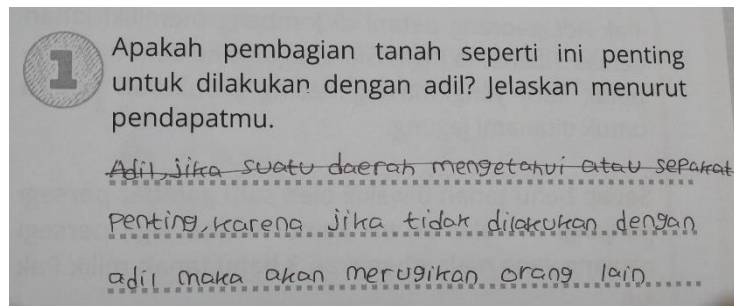 1
Apakah pembagian tanah seperti ini penting
untuk dilakukan dengan adil? Jelaskan menurut
pendapatmu.
Adil, jika suatu daerah mengetahui atau sepakat
penting, karena jika tidak dilakukan dengan
adil maka akan merugikan orang lain